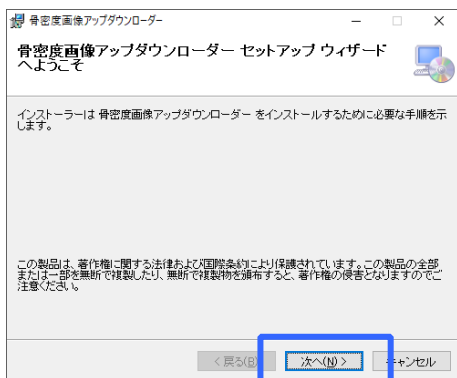 骨密度画像アップダウンローダー
骨密度画像アップダウンローダー セットアップ ウィザード
へようこそ
インストーラーは 骨密度画像アップダウンローダー をインストールするために必要な手順を示
します。
この製品は、著作権に関する法律および国際条約により保護されています。この製品の全部
または一部を無断で複製したり、無断で複製物を頒布すると、著作権の侵害となりますのでご
注意ください。
< 戻る(B) 次へ(N) > キャンセル